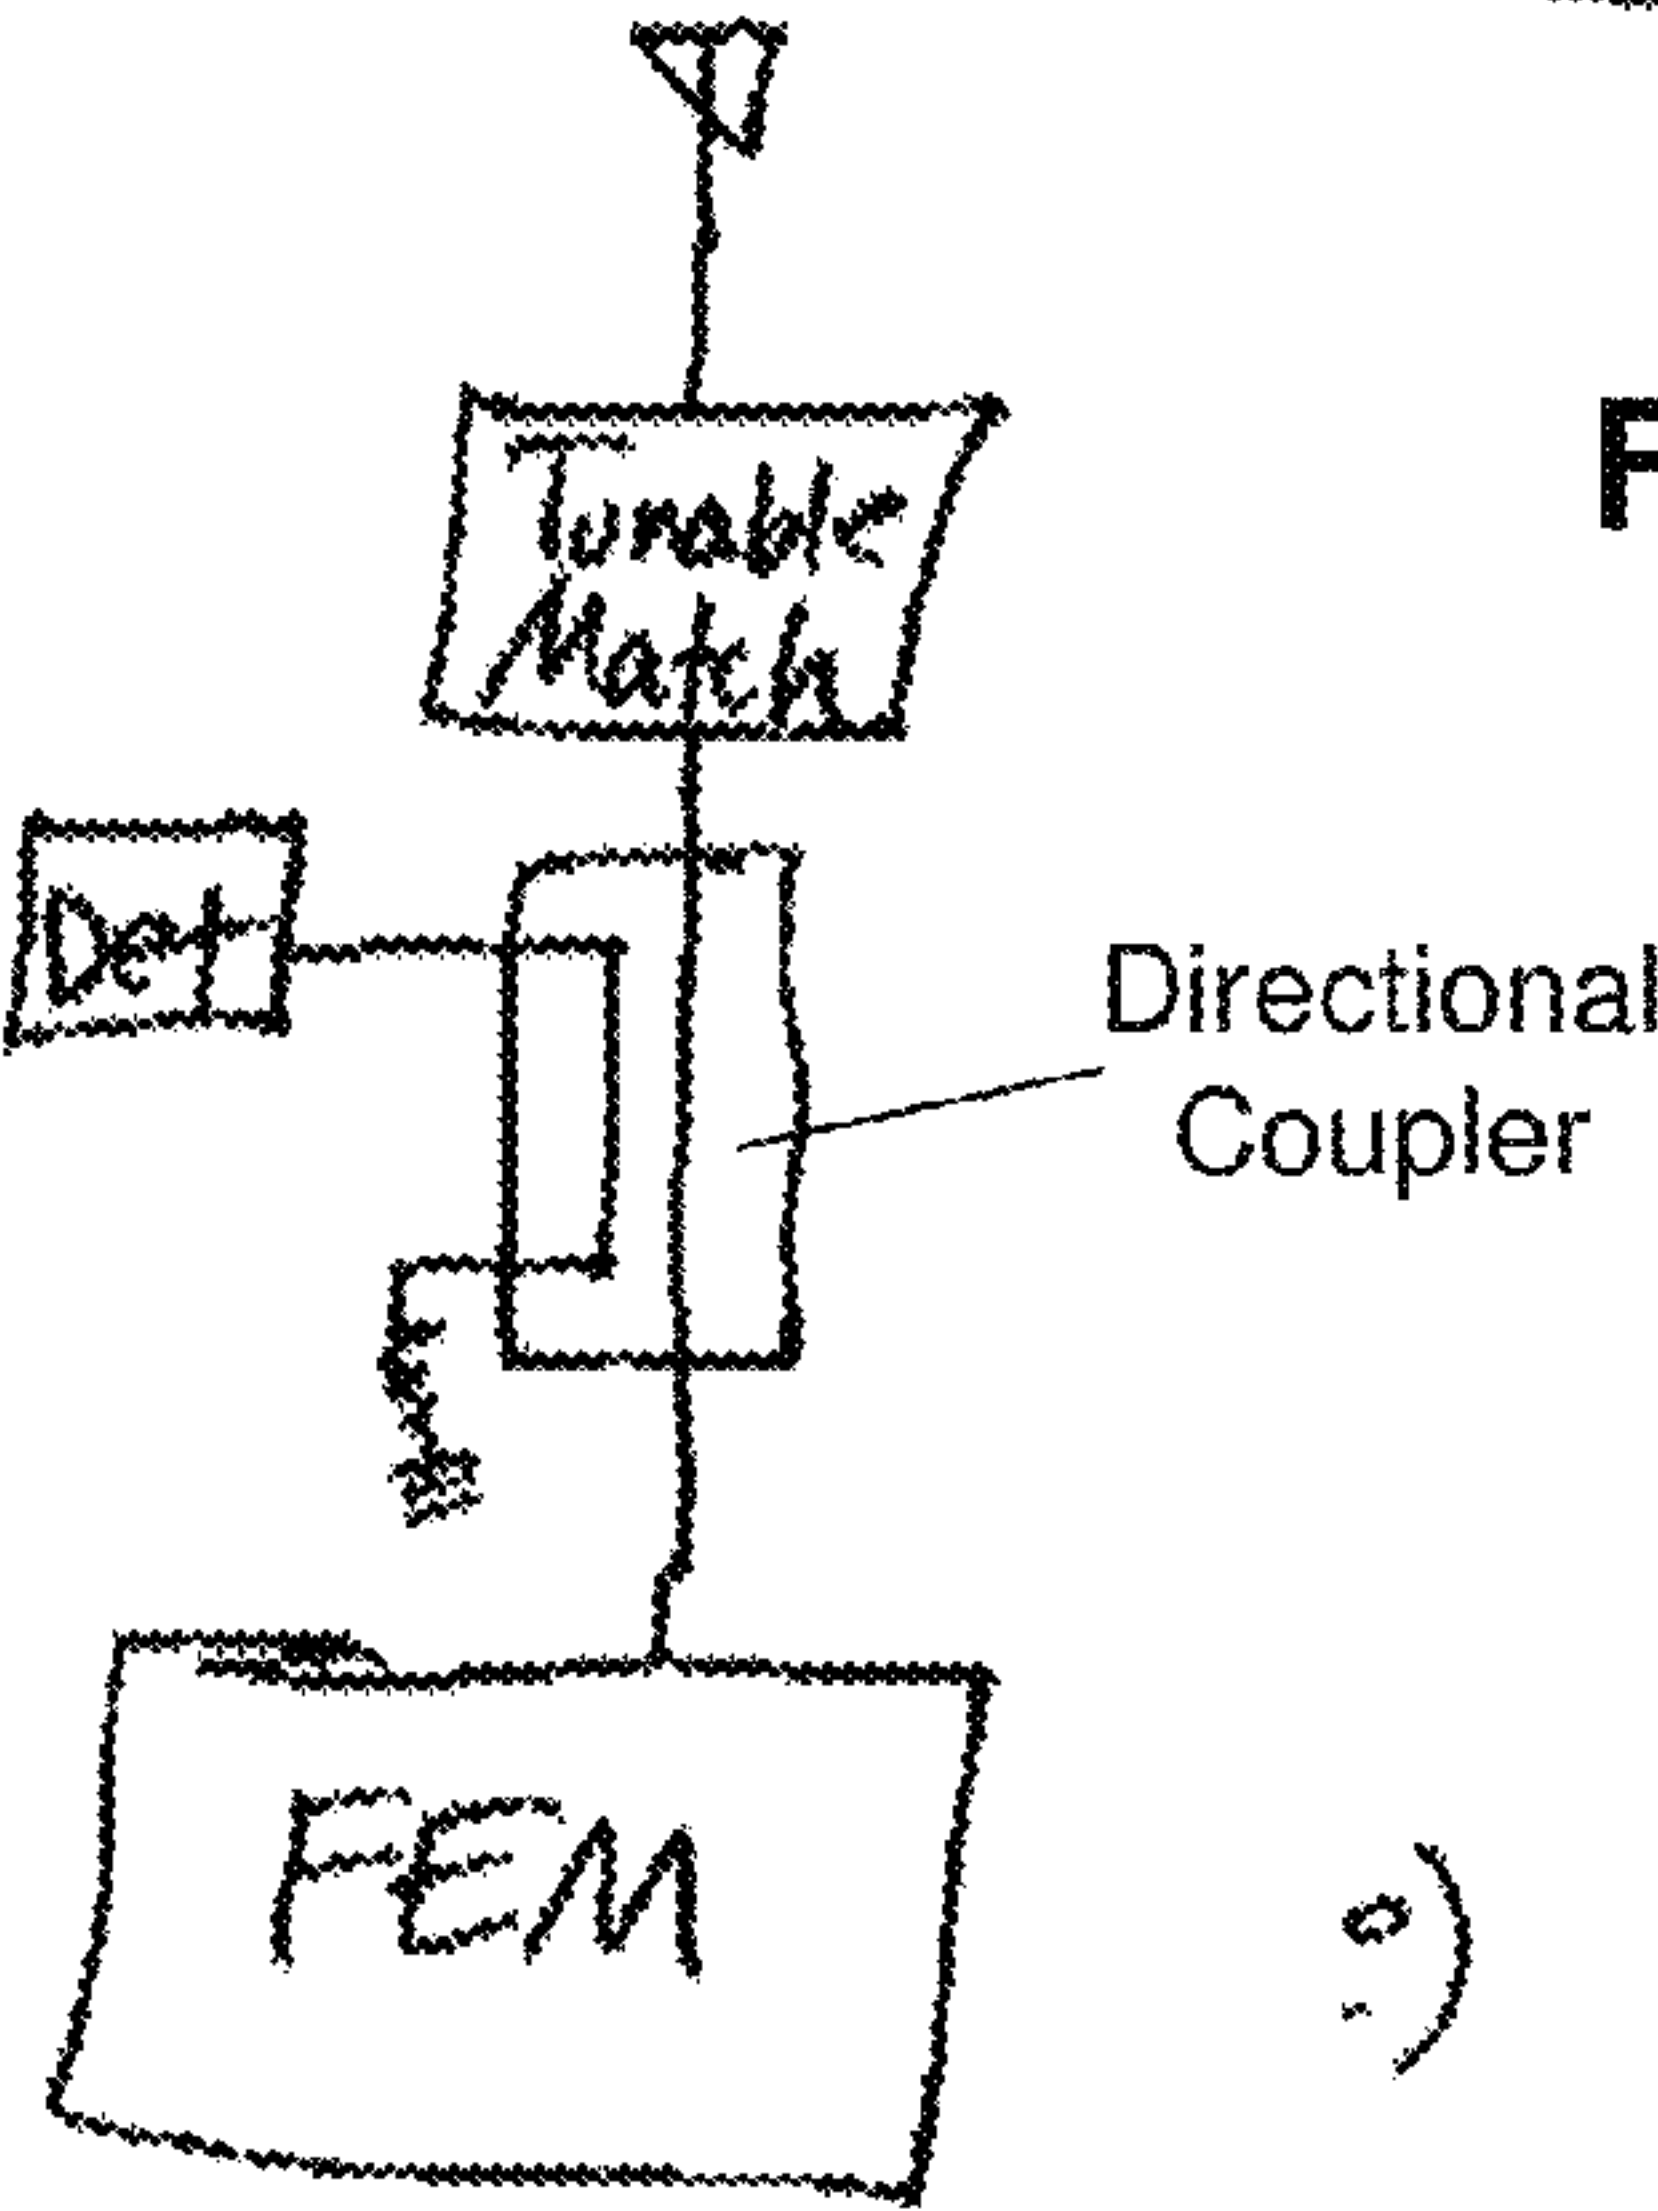 Tunable
Match
Det
Directional
Coupler
FEM